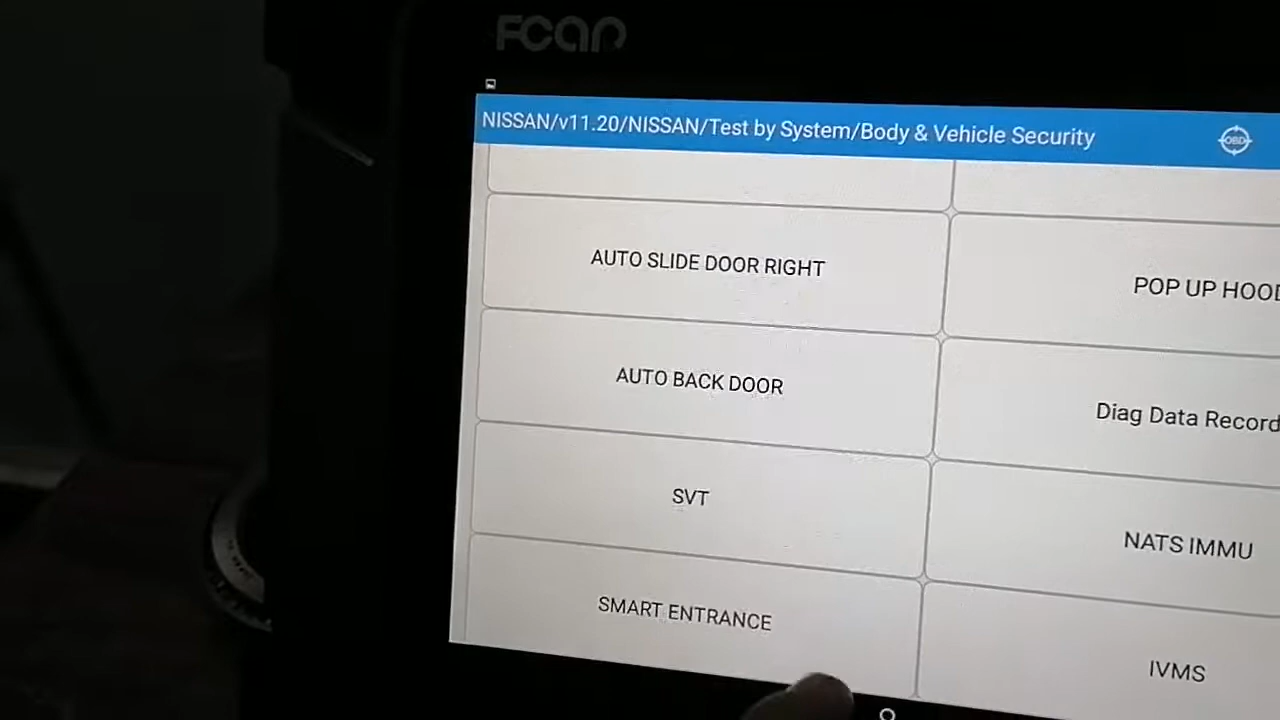 FCAR
NISSAN/v11.20/NISSAN/Test by System/Body & Vehicle Security
OBD
AUTO SLIDE DOOR RIGHT
POP UP HOOD
AUTO BACK DOOR
Diag Data Record
SVT
NATS IMMU
SMART ENTRANCE
IVMS